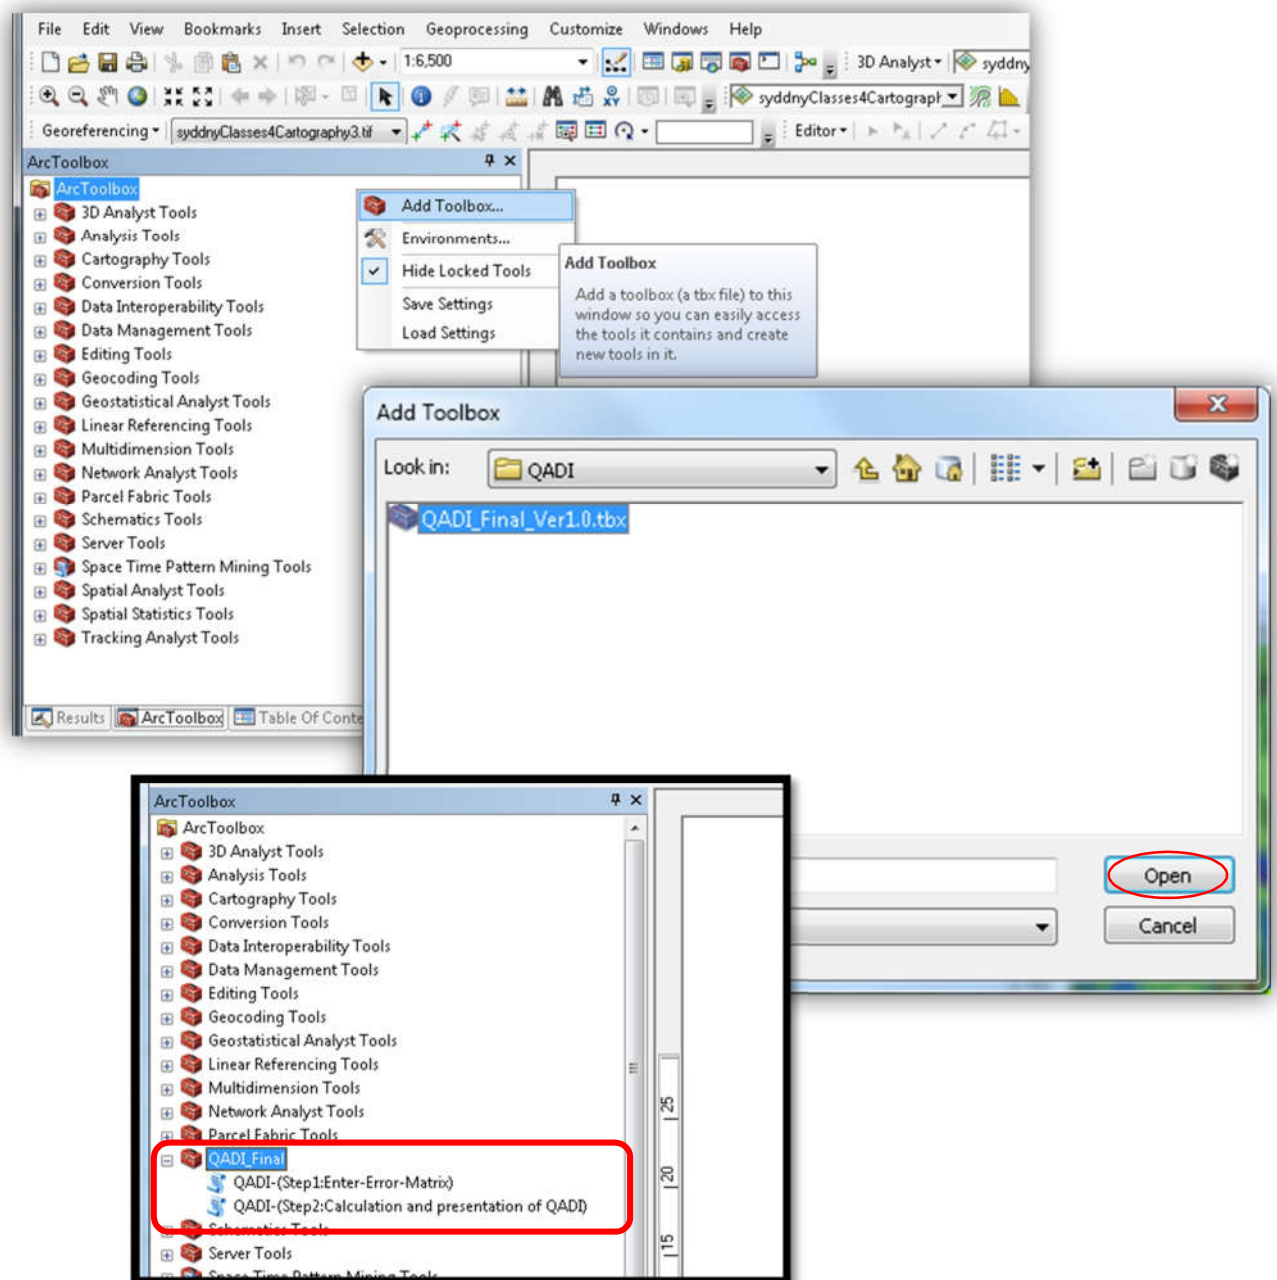 File Edit View Bookmarks Insert Selection Geoprocessing Customize Windows Help
1:6,500 3D Analyst syddny
syddnyClasses4Cartograph
Georeferencing syddnyClasses4Cartography3.tif Editor
ArcToolbox
ArcToolbox
3D Analyst Tools
Analysis Tools
Cartography Tools
Conversion Tools
Data Interoperability Tools
Data Management Tools
Editing Tools
Geocoding Tools
Geostatistical Analyst Tools
Linear Referencing Tools
Multidimension Tools
Network Analyst Tools
Parcel Fabric Tools
Schematics Tools
Server Tools
Space Time Pattern Mining Tools
Spatial Analyst Tools
Spatial Statistics Tools
Tracking Analyst Tools
Results ArcToolbox Table Of Conte
Add Toolbox...
Environments...
Hide Locked Tools
Save Settings
Load Settings
Add Toolbox
Add a toolbox (a tbx file) to this
window so you can easily access
the tools it contains and create
new tools in it.
Add Toolbox
Look in: QADI
QADI_Final_Ver1.0.tbx
Open
Cancel
ArcToolbox
ArcToolbox
3D Analyst Tools
Analysis Tools
Cartography Tools
Conversion Tools
Data Interoperability Tools
Data Management Tools
Editing Tools
Geocoding Tools
Geostatistical Analyst Tools
Linear Referencing Tools
Multidimension Tools
Network Analyst Tools
Parcel Fabric Tools
QADI_Final
QADI-(Step1:Enter-Error-Matrix)
QADI-(Step2:Calculation and presentation of QADI)
Schematics Tools
Server Tools
Space Time Pattern Mining Tools
25
20
15